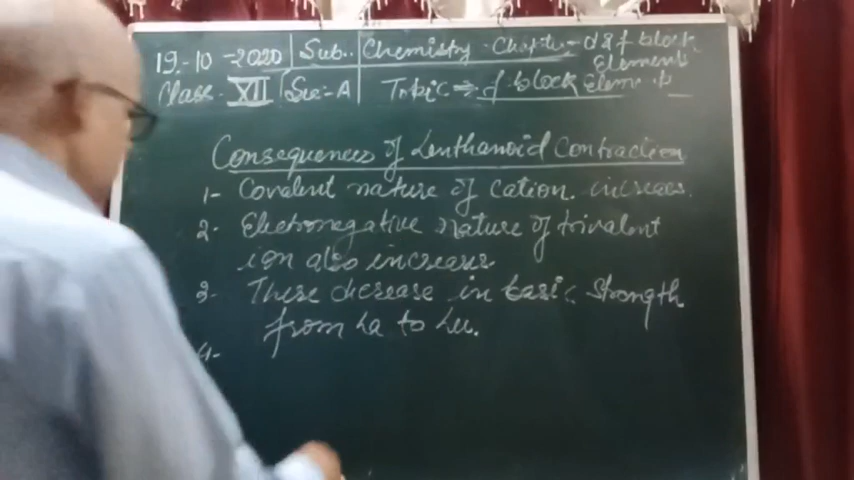 19-10-2020 | Sub.. Chemistry - Chapter - d & f block Elements
Class - XII | Sec - A Topic ⇒ f-block Elements
Consequences of Lanthanoid Contraction
1- Covalent nature of cation. increases.
2- Electronegative nature of trivalent
ion also increases
3- These decrease in basic strength
from La to Lu.
4-